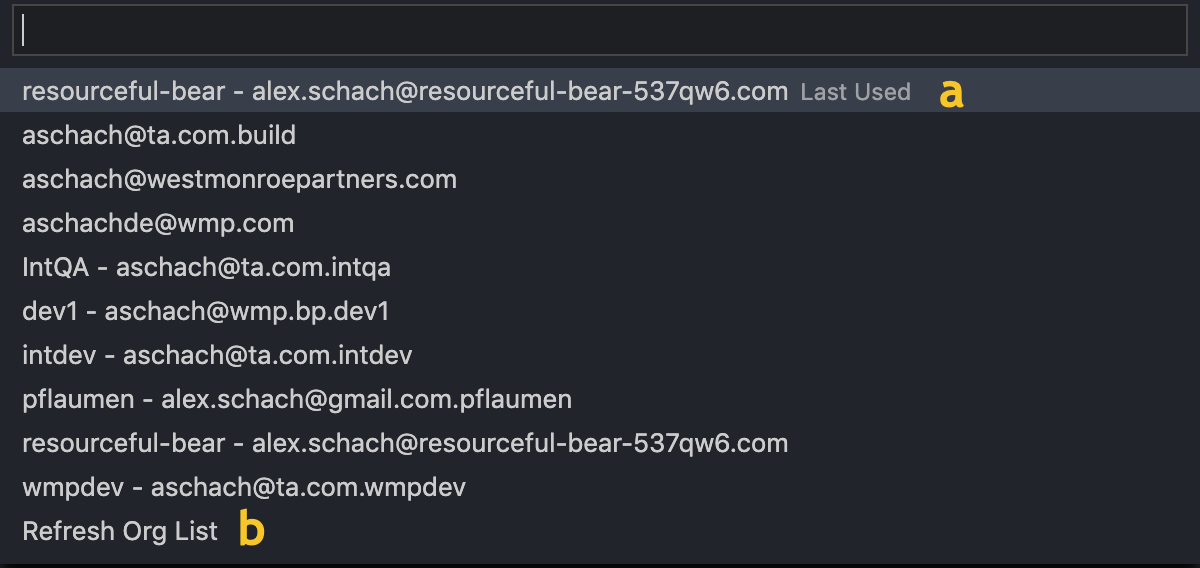 resourceful-bear - alex.schach@resourceful-bear-537qw6.com Last Used a
aschach@ta.com.build
aschach@westmonroepartners.com
aschachde@wmp.com
IntQA - aschach@ta.com.intqa
dev1 - aschach@wmp.bp.dev1
intdev - aschach@ta.com.intdev
pflaumen - alex.schach@gmail.com.pflaumen
resourceful-bear - alex.schach@resourceful-bear-537qw6.com
wmpdev - aschach@ta.com.wmpdev
Refresh Org List b